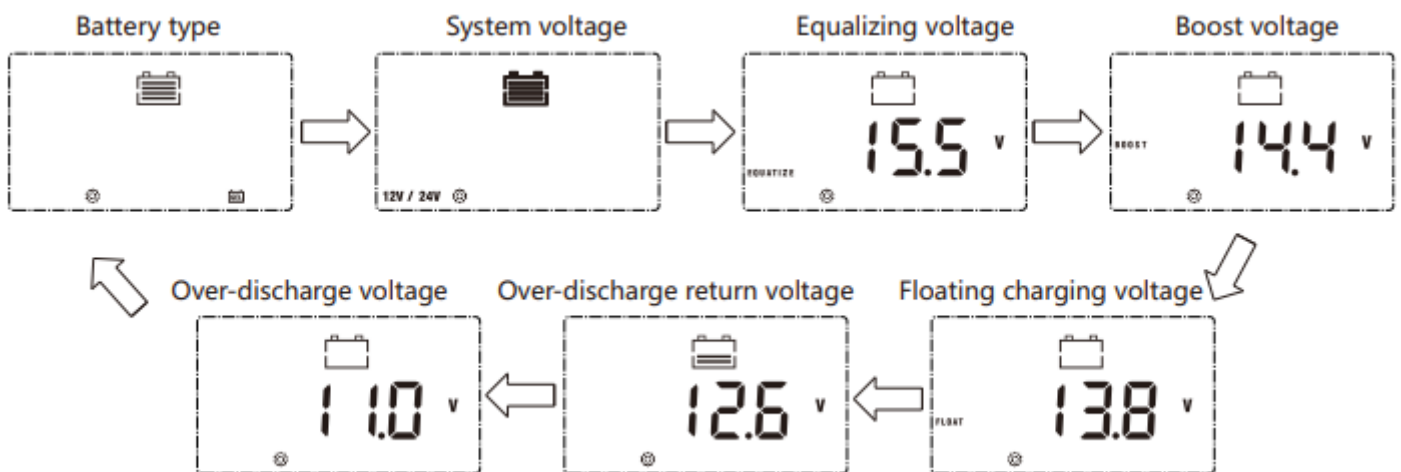 Battery type
System voltage
Equalizing voltage
Boost voltage
12V / 24V
15.5 V
EQUATIZE
14.4 V
BOOST
Over-discharge voltage
Over-discharge return voltage
Floating charging voltage
11.0 V
12.6 V
13.8 V
FLOAT